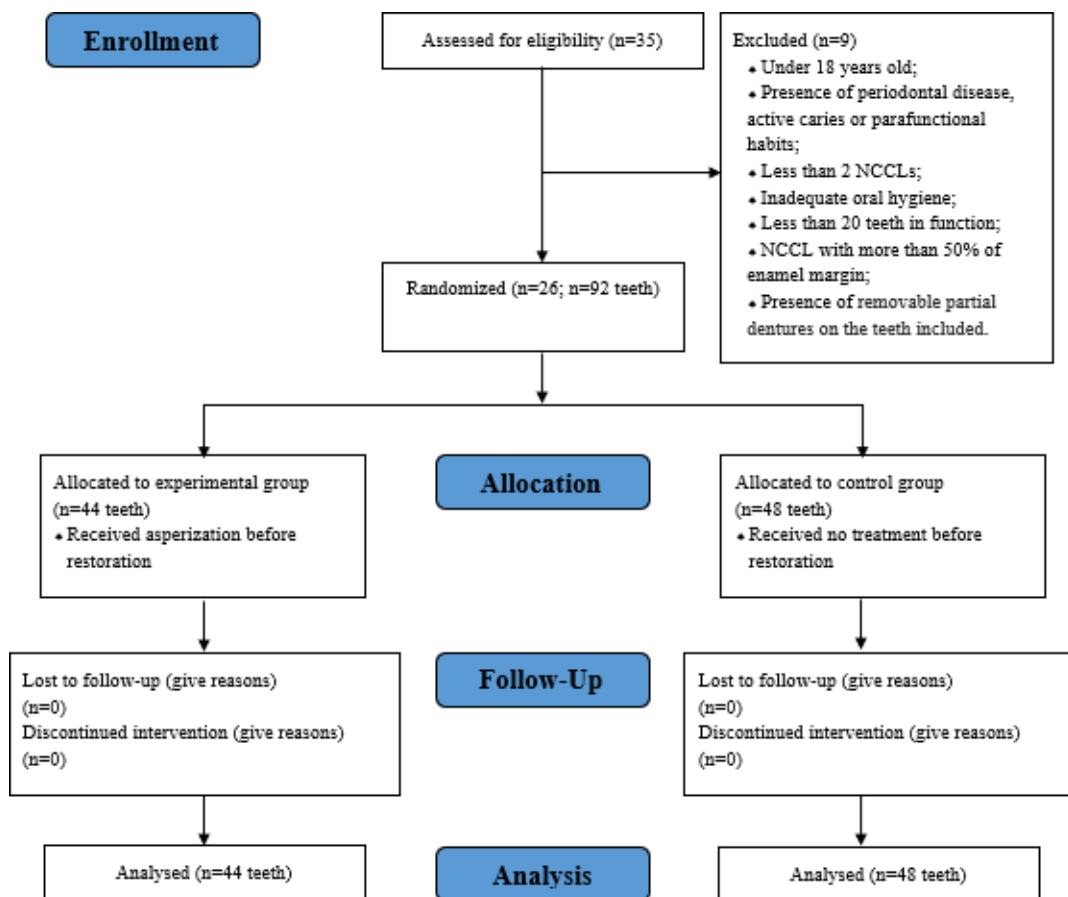 Enrollment
Assessed for eligibility (n=35)
Excluded (n=9)
♠ Under 18 years old;
♠ Presence of periodontal disease,
active caries or parafunctional
habits;
♠ Less than 2 NCCLs;
♠ Inadequate oral hygiene;
♠ Less than 20 teeth in function;
♠ NCCL with more than 50% of
enamel margin;
♠ Presence of removable partial
dentures on the teeth included.
Randomized (n=26; n=92 teeth)
Allocation
Allocated to experimental group
(n=44 teeth)
♠ Received asperization before
restoration
Allocated to control group
(n=48 teeth)
♠ Received no treatment before
restoration
Follow-Up
Lost to follow-up (give reasons)
(n=0)
Discontinued intervention (give reasons)
(n=0)
Lost to follow-up (give reasons)
(n=0)
Discontinued intervention (give reasons)
(n=0)
Analysis
Analysed (n=44 teeth)
Analysed (n=48 teeth)